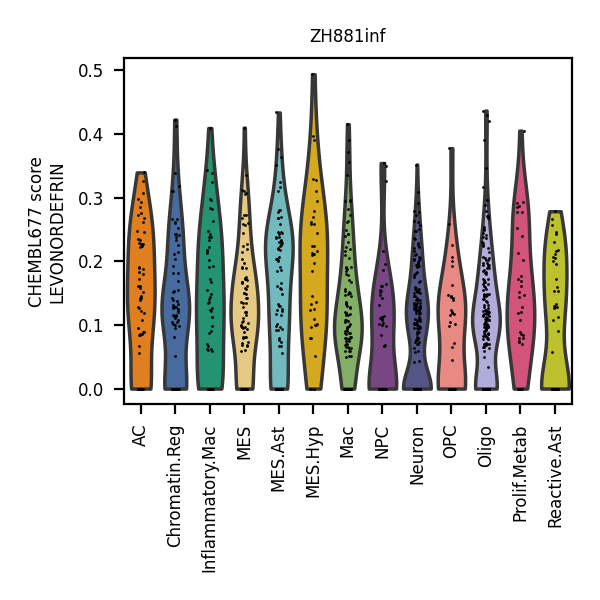 ZH881inf
CHEMBL677 score
LEVONORDEFRIN
0.5
0.4
0.3
0.2
0.1
0.0
AC
Chromatin.Reg
Inflammatory.Mac
MES
MES.Ast
MES.Hyp
Mac
NPC
Neuron
OPC
Oligo
Prolif.Metab
Reactive.Ast